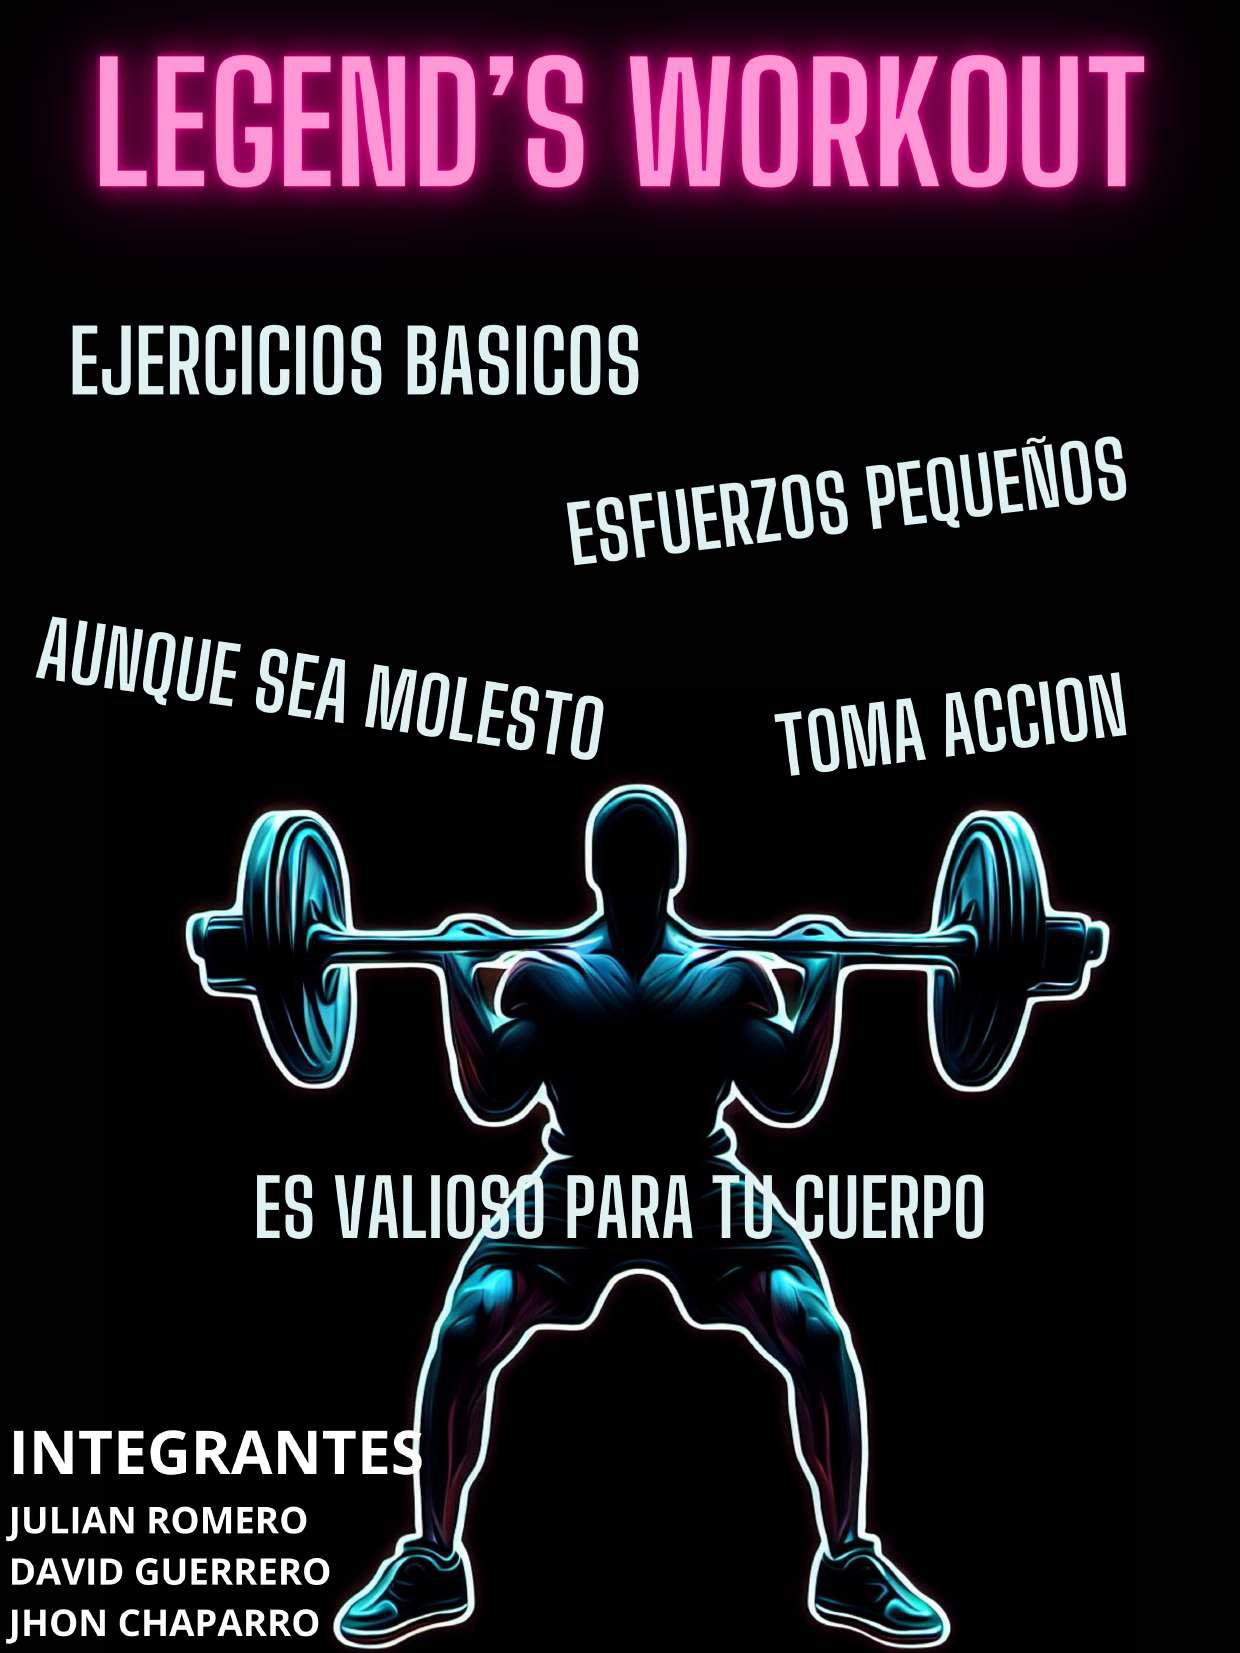 LEGEND'S WORKOUT
EJERCICIOS BASICOS
ESFUERZOS PEQUEÑOS
AUNQUE SEA MOLESTO
TOMA ACCION
ES VALIOSO PARA TU CUERPO
INTEGRANTES
JULIAN ROMERO
DAVID GUERRERO
JHON CHAPARRO